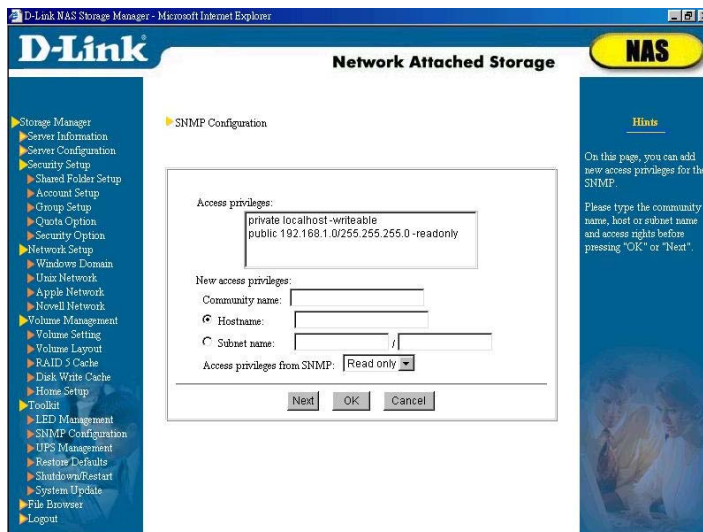 D-Link NAS Storage Manager - Microsoft Internet Explorer
D-Link
Network Attached Storage
NAS
Storage Manager
Server Information
Server Configuration
Security Setup
Shared Folder Setup
Account Setup
Group Setup
Quota Option
Security Option
Network Setup
Windows Domain
Unix Network
Apple Network
Novell Network
Volume Management
Volume Setting
Volume Layout
RAID 5 Cache
Disk Write Cache
Home Setup
Toolkit
LED Management
SNMP Configuration
UPS Management
Restore Defaults
Shutdown/Restart
System Update
File Browser
Logout
SNMP Configuration
Access privileges:
private localhost -writeable
public 192.168.1.0/255.255.255.0 -readonly
New access privileges:
Community name:
Hostname:
Subnet name: /
Access privileges from SNMP: Read only
Next OK Cancel
Hints
On this page, you can add
new access privileges for the
SNMP.
Please type the community
name, host or subnet name
and access rights before
pressing "OK" or "Next".